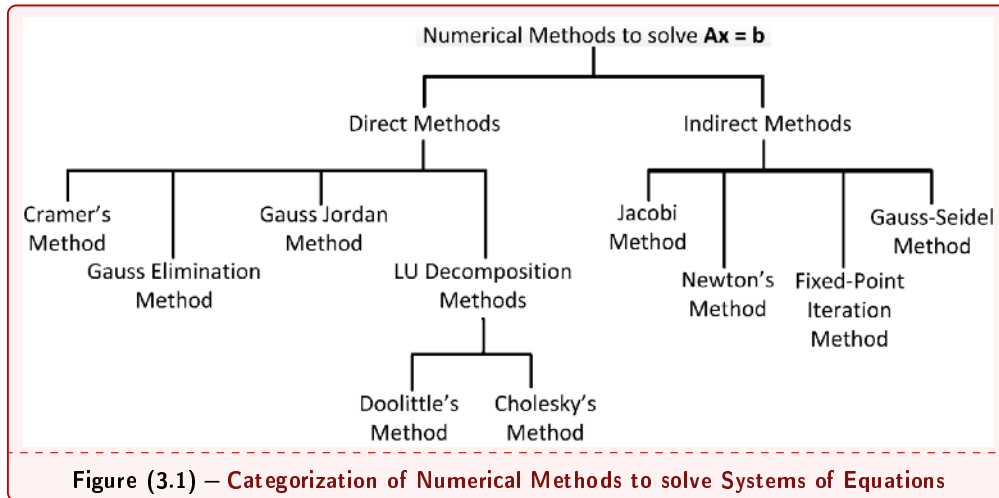 Numerical Methods to solve Ax = b
Direct Methods
Indirect Methods
Cramer's
Method
Gauss Elimination
Method
Gauss Jordan
Method
LU Decomposition
Methods
Doolittle's
Method
Cholesky's
Method
Jacobi
Method
Newton's
Method
Fixed-Point
Iteration
Method
Gauss-Seidel
Method
Figure (3.1) – Categorization of Numerical Methods to solve Systems of Equations